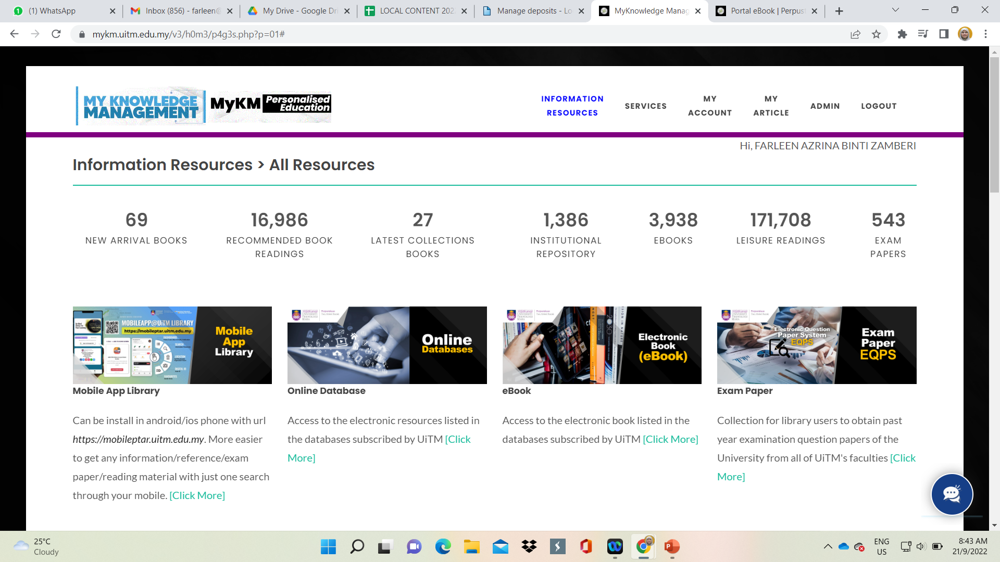 (1) WhatsApp
Inbox (856) - farleen@
My Drive - Google Dri
LOCAL CONTENT 202
Manage deposits - Lo
MyKnowledge Manag
Portal eBook | Perpust
mykm.uitm.edu.my/v3/h0m3/p4g3s.php?p=01#
MY KNOWLEDGE
MANAGEMENT
MyKM Personalised
Education
INFORMATION
RESOURCES
SERVICES
MY
ACCOUNT
MY
ARTICLE
ADMIN
LOGOUT
Hi, FARLEEN AZRINA BINTI ZAMBERI
Information Resources > All Resources
69
NEW ARRIVAL BOOKS
16,986
RECOMMENDED BOOK
READINGS
27
LATEST COLLECTIONS
BOOKS
1,386
INSTITUTIONAL
REPOSITORY
3,938
EBOOKS
171,708
LEISURE READINGS
543
EXAM
PAPERS
MOBILEAPP@UiTM LIBRARY
https://mobileptar.uitm.edu.my
Mobile
App
Library
Online
Databases
Electronic
Book
(eBook)
Electronic Question
Paper System
EQPS
Exam
Paper
EQPS
Mobile App Library
Can be install in android/ios phone with url
https://mobileptar.uitm.edu.my. More easier
to get any information/reference/exam
paper/reading material with just one search
through your mobile. [Click More]
Online Database
Access to the electronic resources listed in
the databases subscribed by UiTM [Click
More]
eBook
Access to the electronic book listed in the
databases subscribed by UiTM [Click More]
Exam Paper
Collection for library users to obtain past
year examination question papers of the
University from all of UiTM's faculties [Click
More]
25°C
Cloudy
ENG
US
8:43 AM
21/9/2022